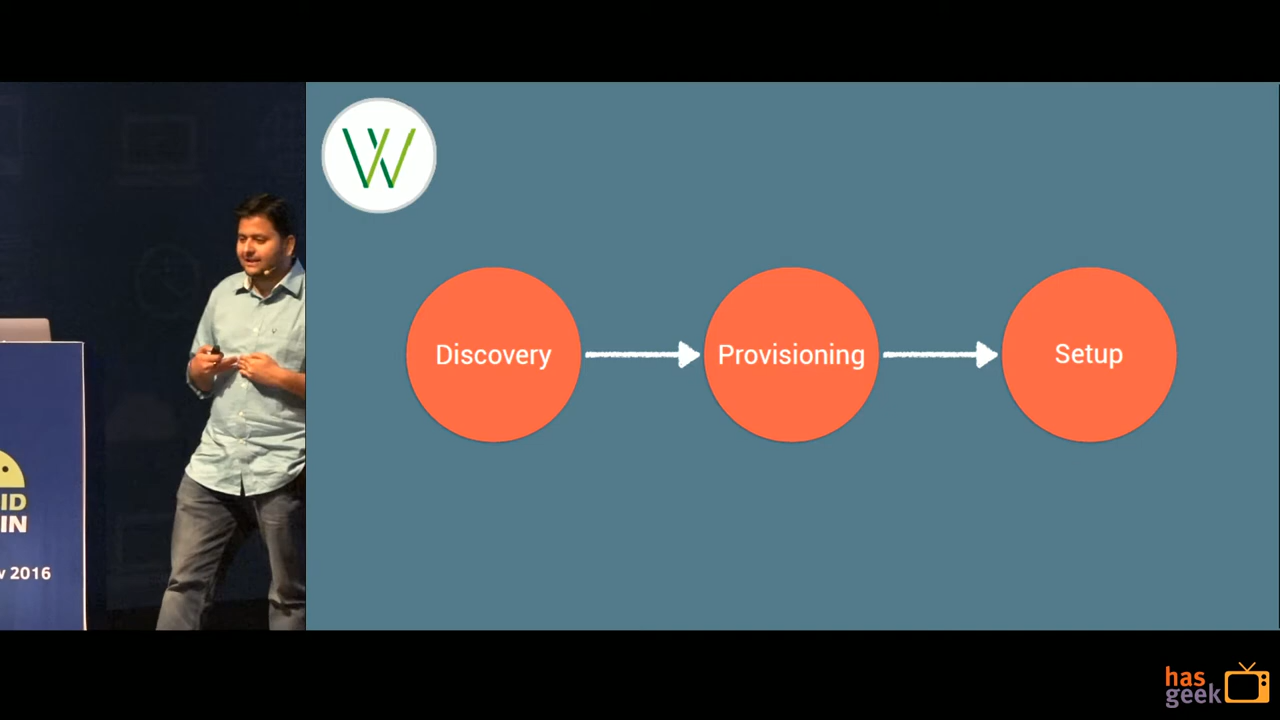 W
Discovery
Provisioning
Setup
ID
IN
v 2016
has
geek